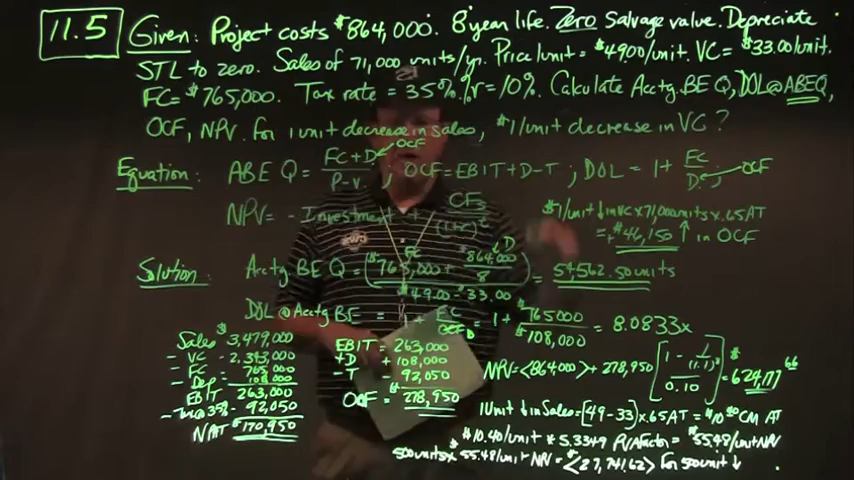 11.5 Given: Project costs $864,000. 8 year life. Zero Salvage value. Depreciate
STL to zero. Sales of 71,000 units/yr. Price/unit = $49.00/unit. VC = $33.00/unit.
FC = $765,000. Tax rate = 35%. r = 10%. Calculate Acctg. BE Q, DOL@ABEQ,
OCF, NPV. For 1 unit decrease in sales, $1/unit decrease in VC?
Equation: ABE Q = FC+D / P-v ; OCF = EBIT+D-T ; DOL = 1 + FC / D
OCF
OCF
NPV = - Investment + CF
$1/unit ↓ in VC x 71,000 units x .65 AT
= + $46,150 ↑ in OCF
Solution: Acctg. BE Q = ($765,000 + 864,000 / 8) / $49.00 - 33.00 = 54,562.50 units
FC
D
DOL @ Acctg BE = 1 + FC / OCF = 1 + 765000 / $108,000 = 8.0833x
D
Sales $3,479,000
- VC - 2,343,000
- FC - 765,000
- Dep - 108,000
EBIT 263,000
- Tax@35% - 92,050
NAT $170,950
EBIT = 263,000
+D + 108,000
-T - 92,050
OCF = $278,950
NPV = <864,000> + 278,950 [1 - 1/(1.1)8 / 0.10] = $624,177.66
1 Unit ↓ in Sales = [49-33] x .65 AT = $10.40 CM AT
$10.40/unit * 5.3349 PVAfactor = $55.48/unit NPV
500 units x $55.48/unit NPV = $<27,741.62> for 500 unit ↓